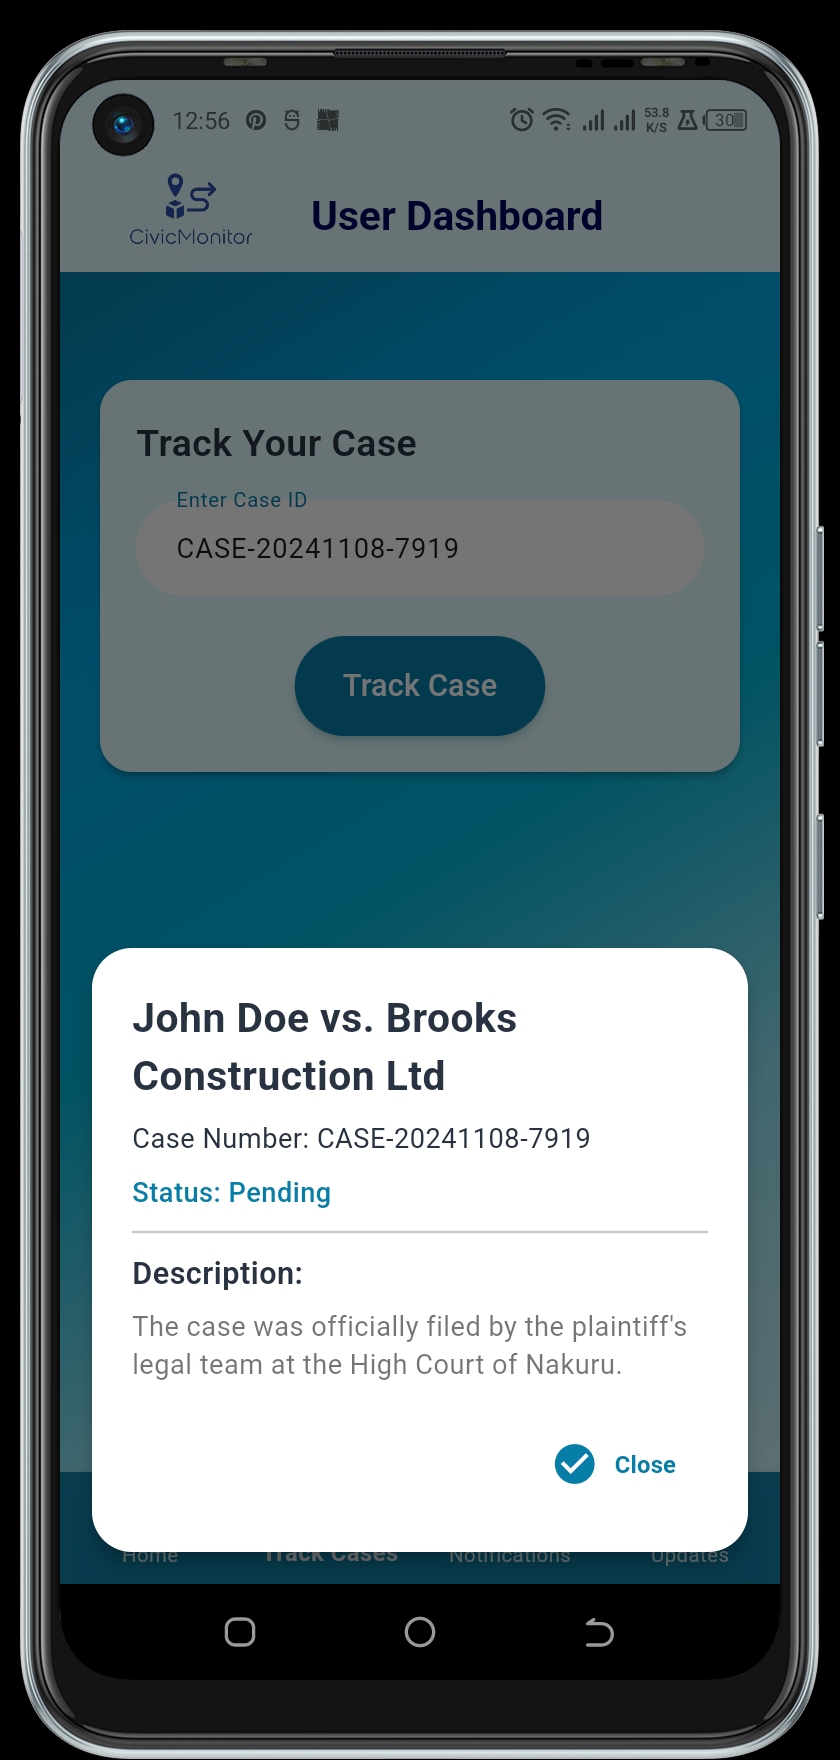 12:56
53.8
K/S
30
CivicMonitor
User Dashboard
Track Your Case
Enter Case ID
CASE-20241108-7919
Track Case
John Doe vs. Brooks
Construction Ltd
Case Number: CASE-20241108-7919
Status: Pending
Description:
The case was officially filed by the plaintiff's
legal team at the High Court of Nakuru.
Close
Home Track Cases Notifications Updates